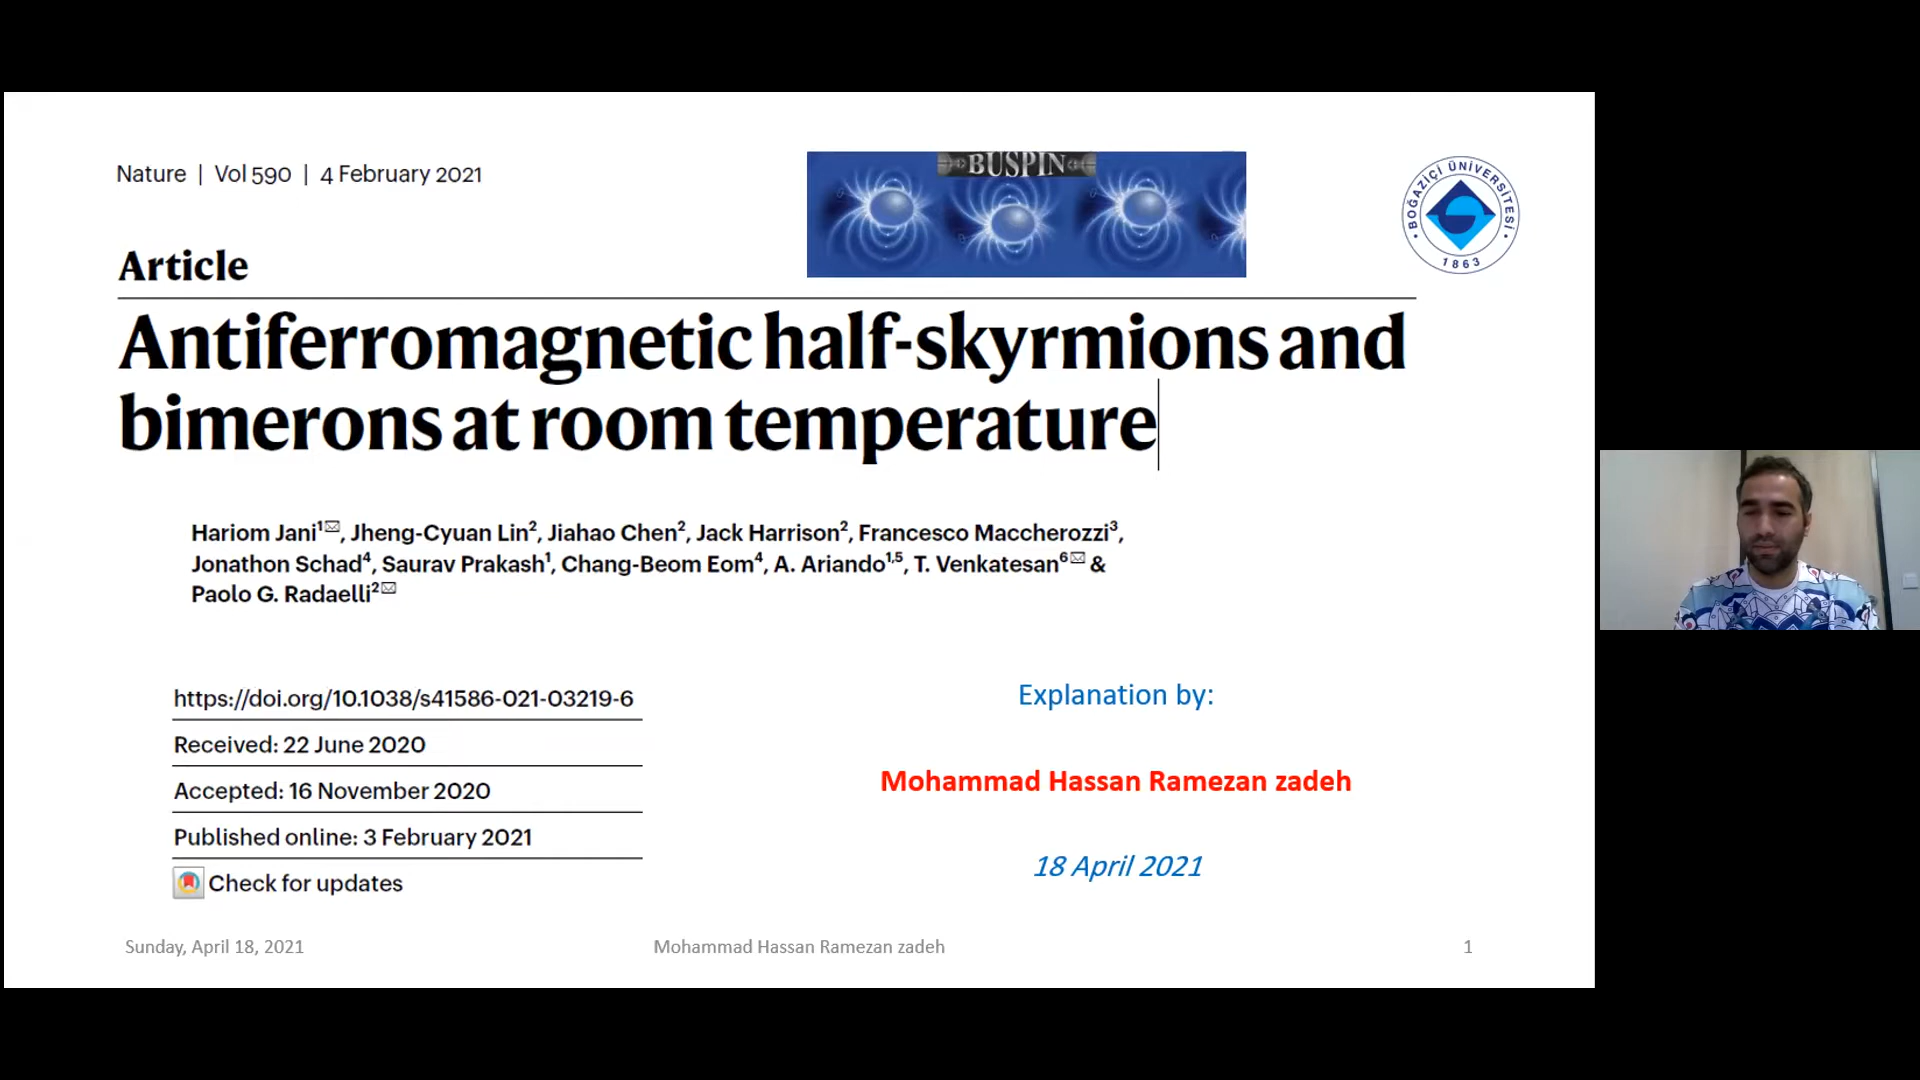 Nature | Vol 590 | 4 February 2021
BUSPIN
BOĞAZİÇİ ÜNİVERSİTESİ
1863
Article
Antiferromagnetic half-skyrmions and
bimerons at room temperature
Hariom Jani¹✉, Jheng-Cyuan Lin², Jiahao Chen², Jack Harrison², Francesco Maccherozzi³,
Jonathon Schad⁴, Saurav Prakash¹, Chang-Beom Eom⁴, A. Ariando¹,⁵, T. Venkatesan⁶✉ &
Paolo G. Radaelli²✉
https://doi.org/10.1038/s41586-021-03219-6
Received: 22 June 2020
Accepted: 16 November 2020
Published online: 3 February 2021
Check for updates
Explanation by:
Mohammad Hassan Ramezan zadeh
18 April 2021
Sunday, April 18, 2021
Mohammad Hassan Ramezan zadeh
1